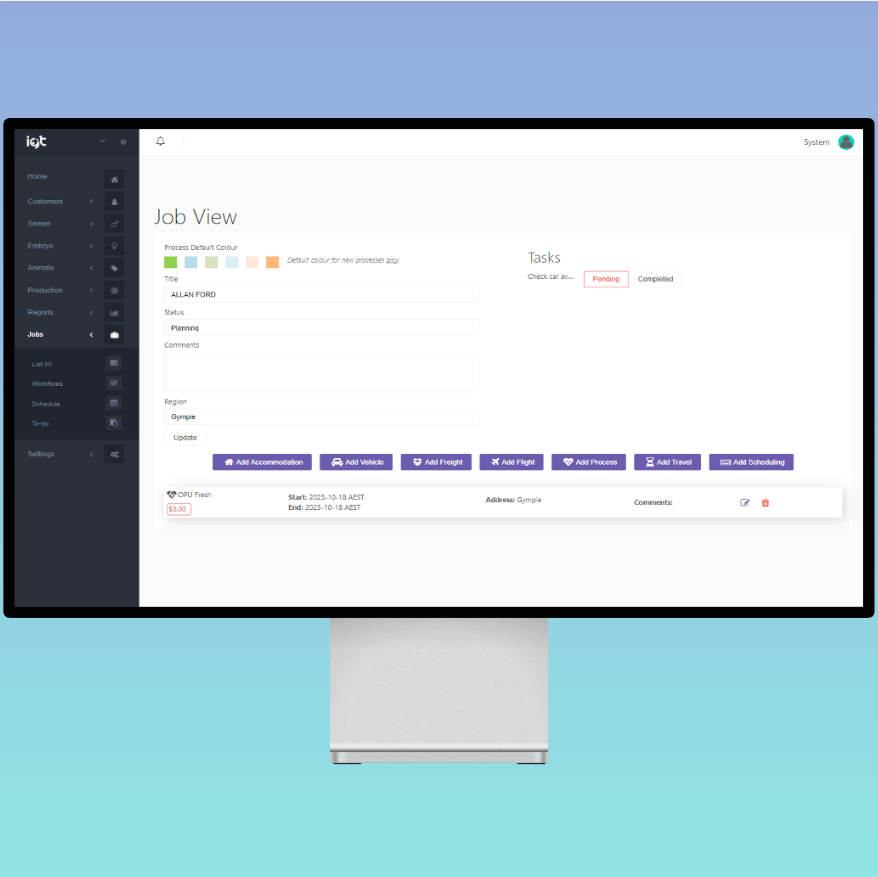 igt
System
Home
Customers
Semen
Embryo
Animals
Production
Reports
Jobs
List All
Workflows
Schedule
To-do
Settings
Job View
Process Default Colour
Default colour for new processes only.
Title
ALLAN FORD
Status
Planning
Comments
Region
Gympie
Update
Tasks
Check car av... Pending Completed
Add Accommodation Add Vehicle Add Freight Add Flight Add Process Add Travel Add Scheduling
OPU Fresh
$0.00
Start: 2023-10-18 AEST
End: 2023-10-18 AEST
Address: Gympie
Comments: